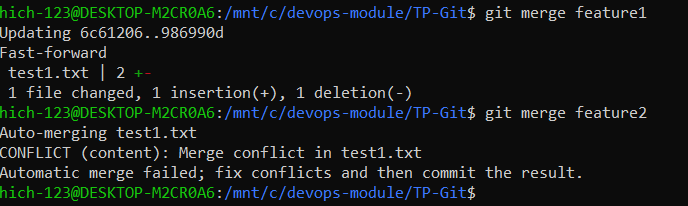 hich-123@DESKTOP-M2CR0A6:/mnt/c/devops-module/TP-Git$ git merge feature1
Updating 6c61206..986990d
Fast-forward
 test1.txt | 2 +-
 1 file changed, 1 insertion(+), 1 deletion(-)
hich-123@DESKTOP-M2CR0A6:/mnt/c/devops-module/TP-Git$ git merge feature2
Auto-merging test1.txt
CONFLICT (content): Merge conflict in test1.txt
Automatic merge failed; fix conflicts and then commit the result.
hich-123@DESKTOP-M2CR0A6:/mnt/c/devops-module/TP-Git$